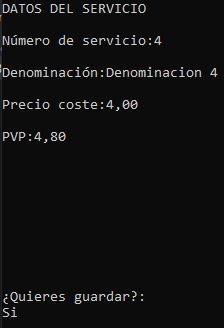 DATOS DEL SERVICIO
Número de servicio:4
Denominación:Denominacion 4
Precio coste:4,00
PVP:4,80
¿Quieres guardar?:
Si